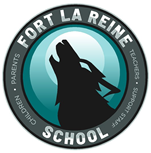 FORT LA REINE
CHILDREN • PARENTS
TEACHERS • SUPPORT STAFF
SCHOOL